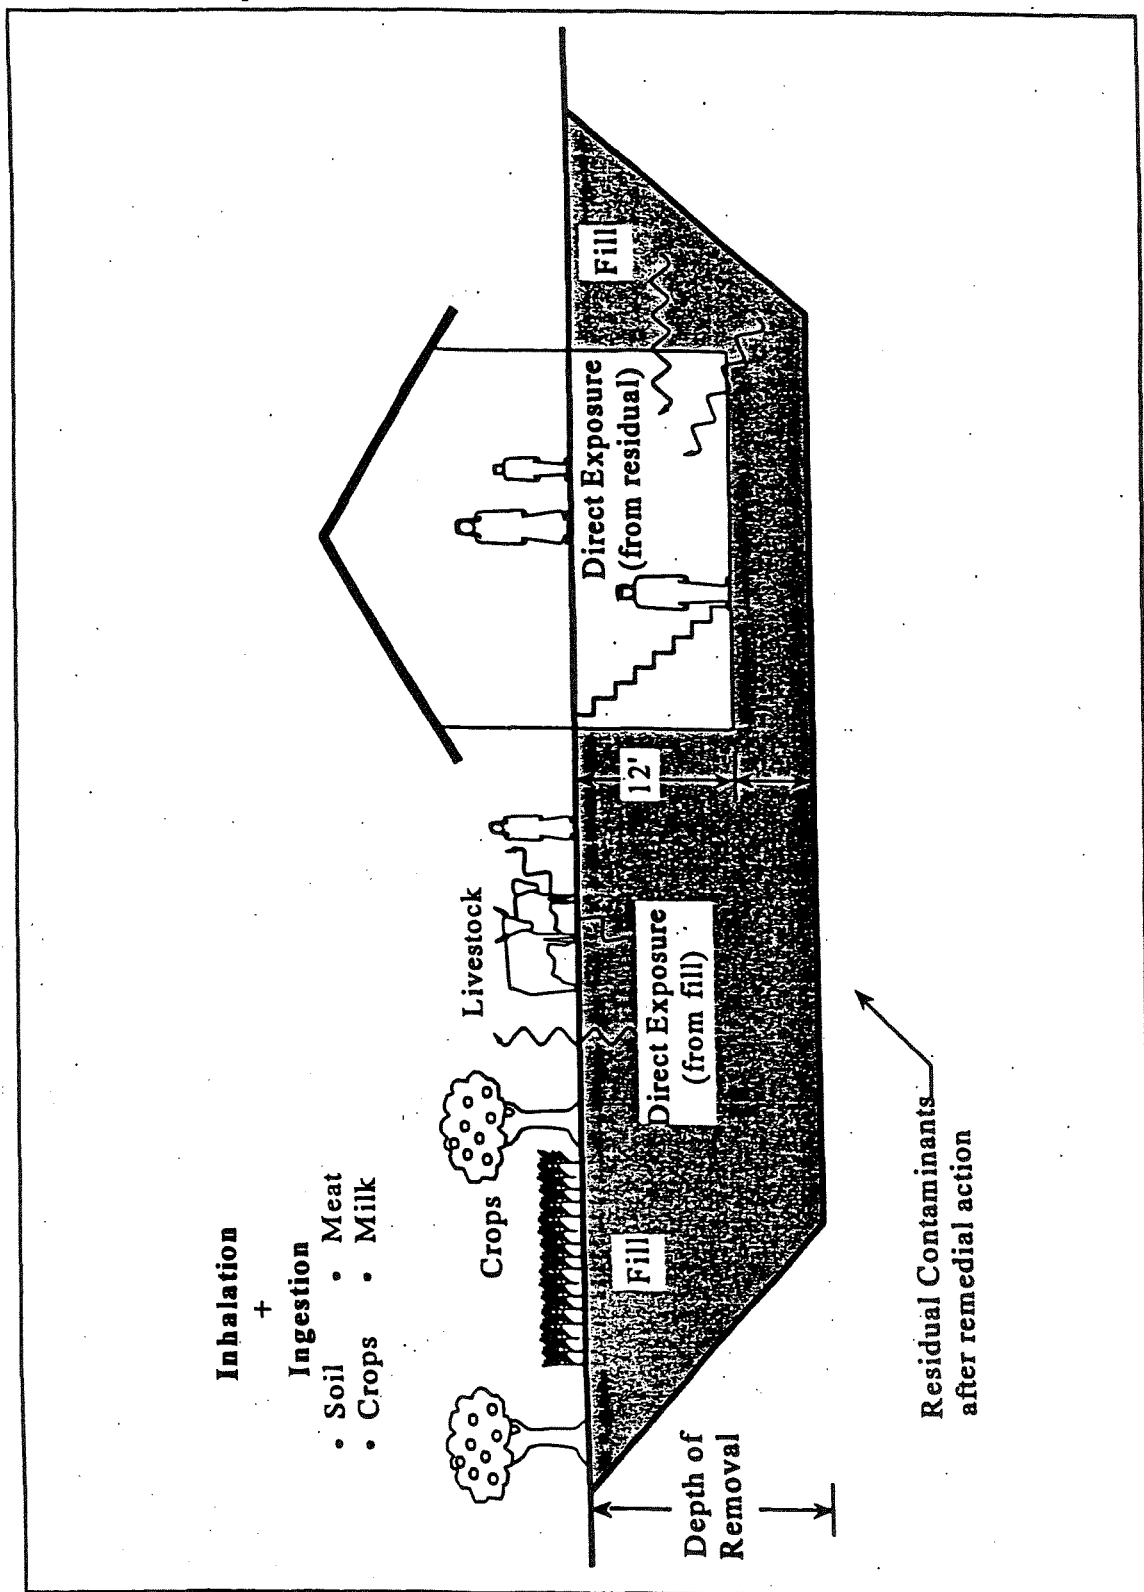 Inhalation
+
Ingestion
• Soil • Meat
• Crops • Milk
Crops
Livestock
Depth of
Removal
Fill
Direct Exposure
(from fill)
12'
Direct Exposure
(from residual)
Fill
Residual Contaminants
after remedial action